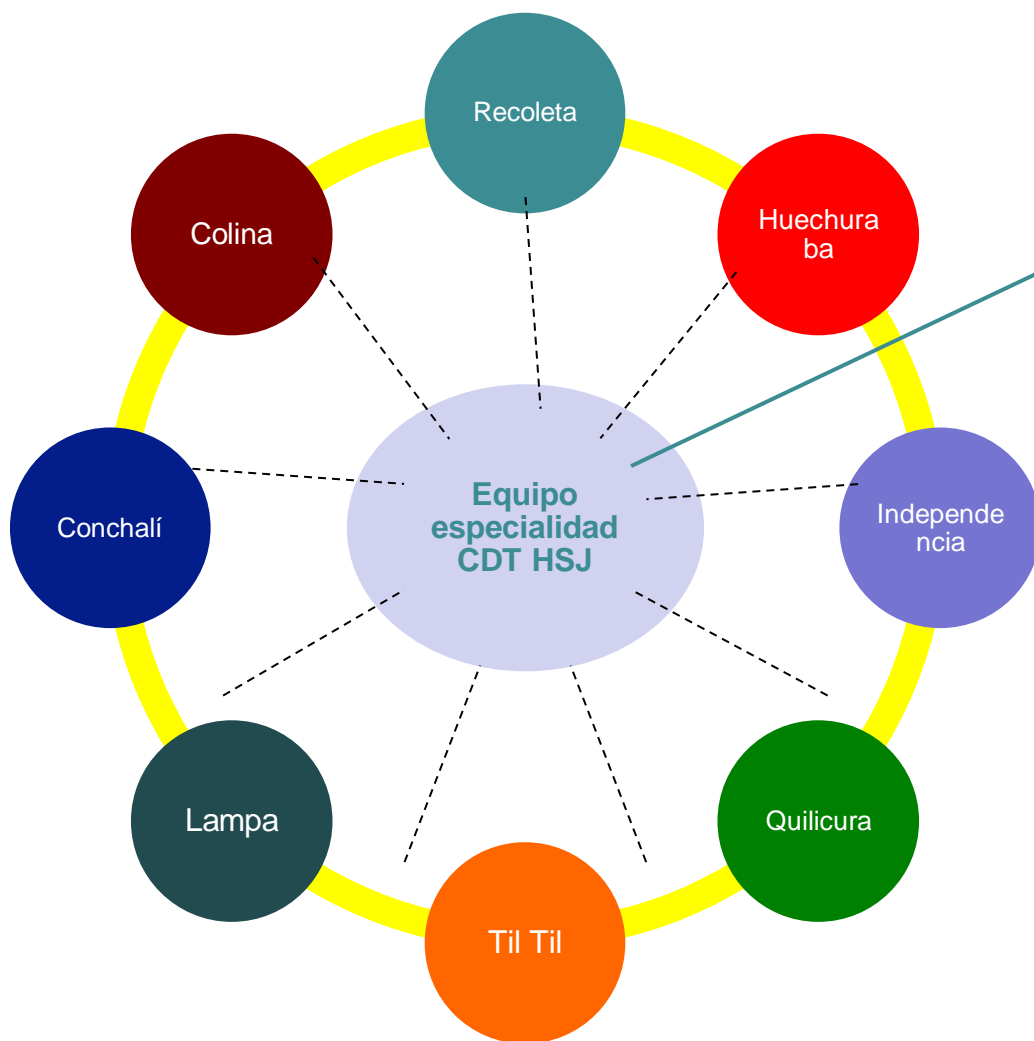 Recoleta
Huechura
ba
Colina
Equipo
especialidad
CDT HSJ
Conchalí
Independe
ncia
Lampa
Quilicura
Til Til